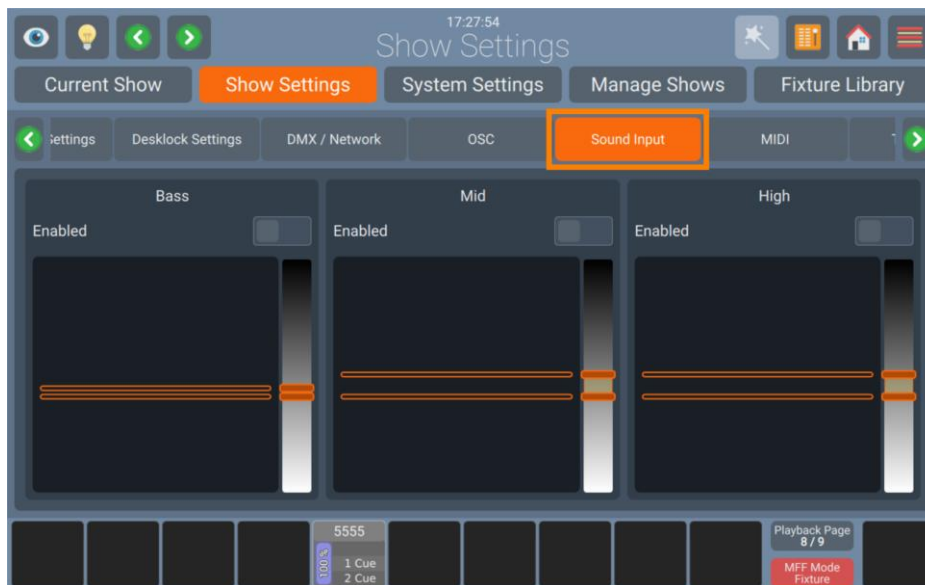 17:27:54
Show Settings
Current Show
Show Settings
System Settings
Manage Shows
Fixture Library
Settings
Desklock Settings
DMX / Network
OSC
Sound Input
MIDI
Bass
Mid
High
Enabled
Enabled
Enabled
5555
100 %
1 Cue
2 Cue
Playback Page
8 / 9
MFF Mode
Fixture